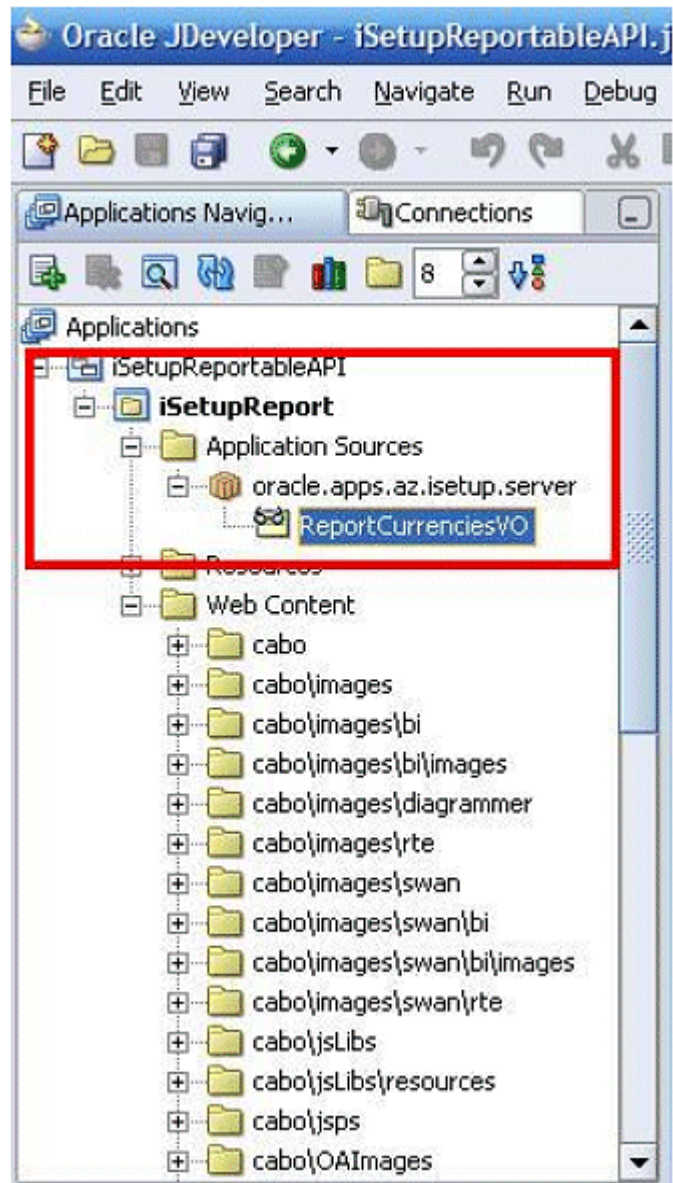 Oracle JDeveloper - iSetupReportableAPI.j
File Edit View Search Navigate Run Debug
Applications Navig... Connections
8
Applications
iSetupReportableAPI
iSetupReport
Application Sources
oracle.apps.az.isetup.server
ReportCurrenciesVO
Resources
Web Content
cabo
cabo\images
cabo\images\bi
cabo\images\bi\images
cabo\images\diagrammer
cabo\images\rte
cabo\images\swan
cabo\images\swan\bi
cabo\images\swan\bi\images
cabo\images\swan\rte
cabo\jsLibs
cabo\jsLibs\resources
cabo\jsps
cabo\OAImages